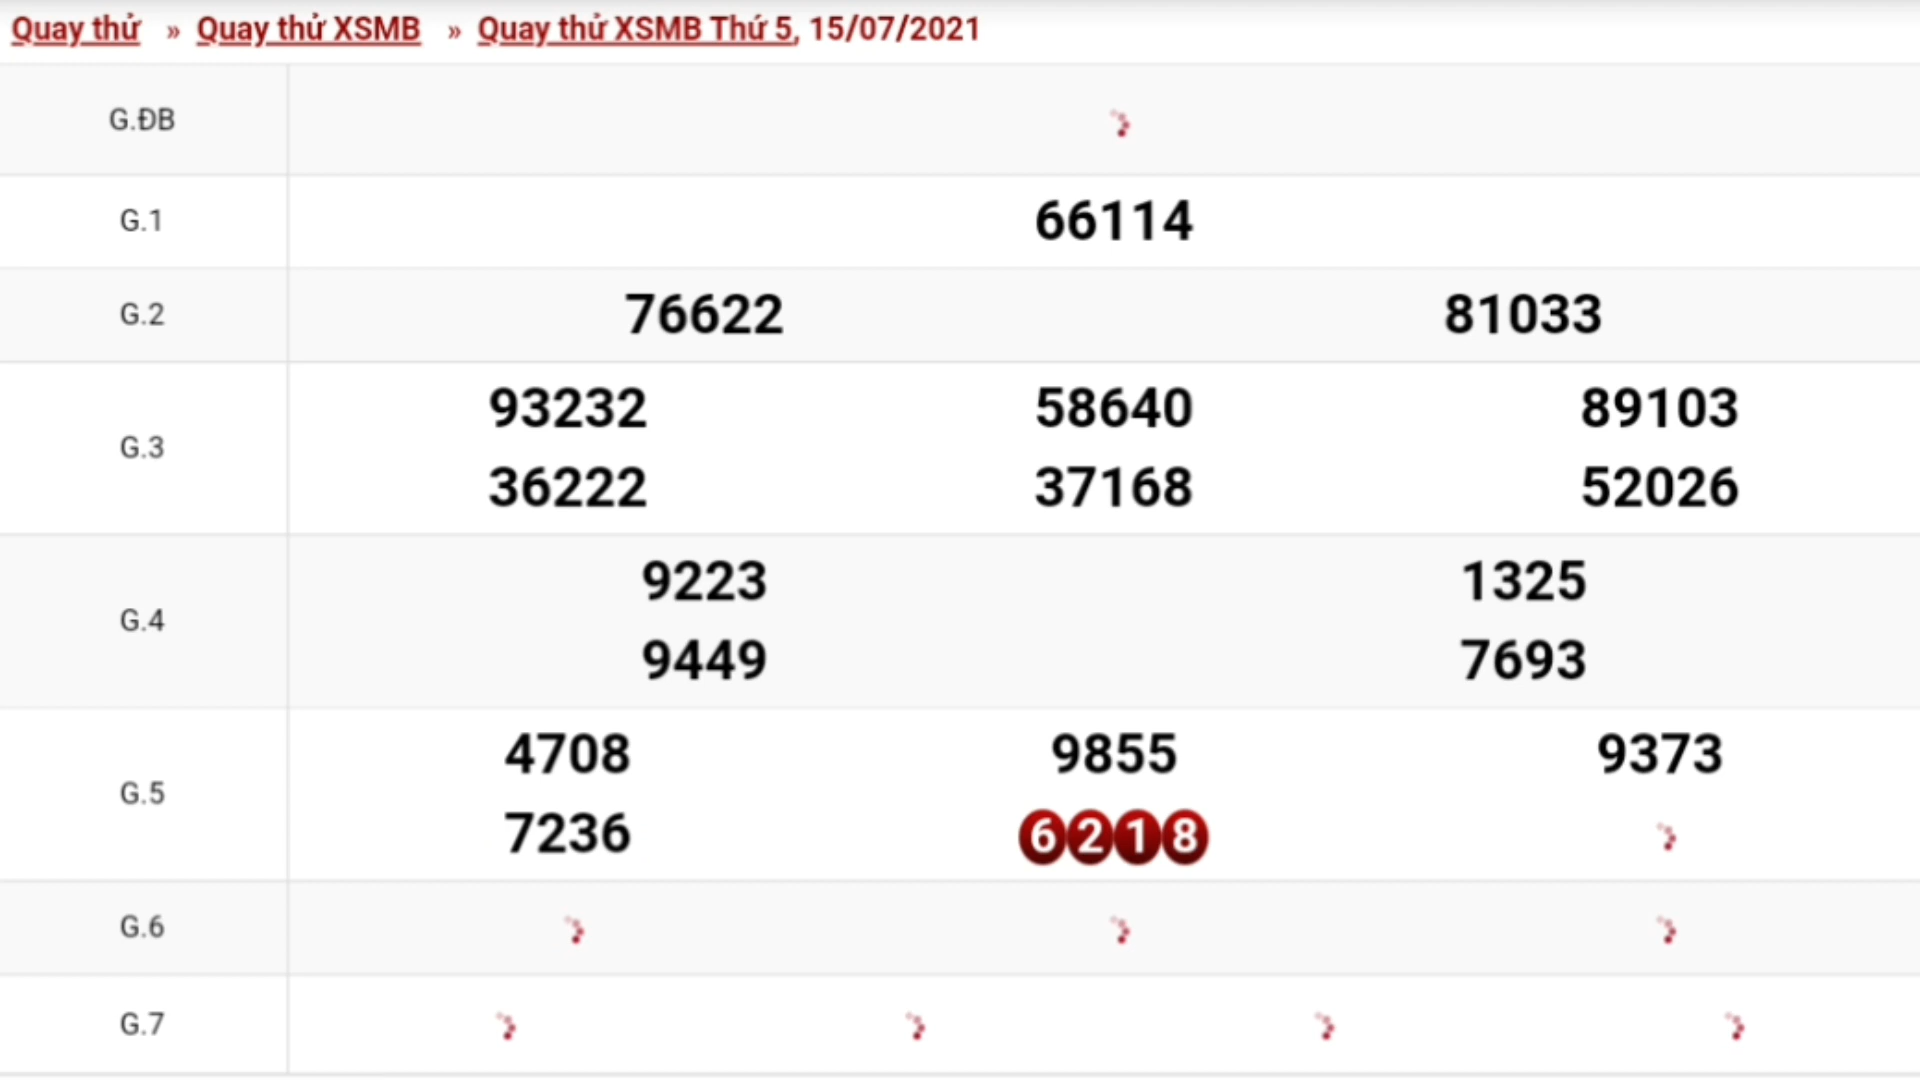 Quay thử » Quay thử XSMB » Quay thử XSMB Thứ 5, 15/07/2021
G.ĐB
G.1 66114
G.2 76622 81033
G.3
93232 58640 89103
36222 37168 52026
G.4
9223 1325
9449 7693
G.5
4708 9855 9373
7236 6218
G.6
G.7